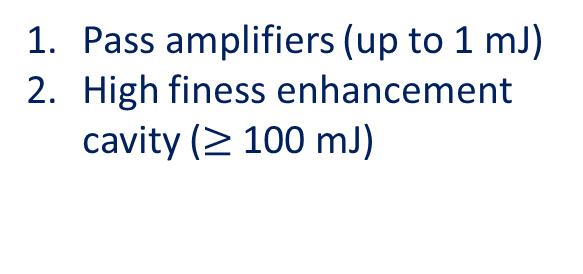 1. Pass amplifiers (up to 1 mJ)
2. High finess enhancement
cavity (≥ 100 mJ)